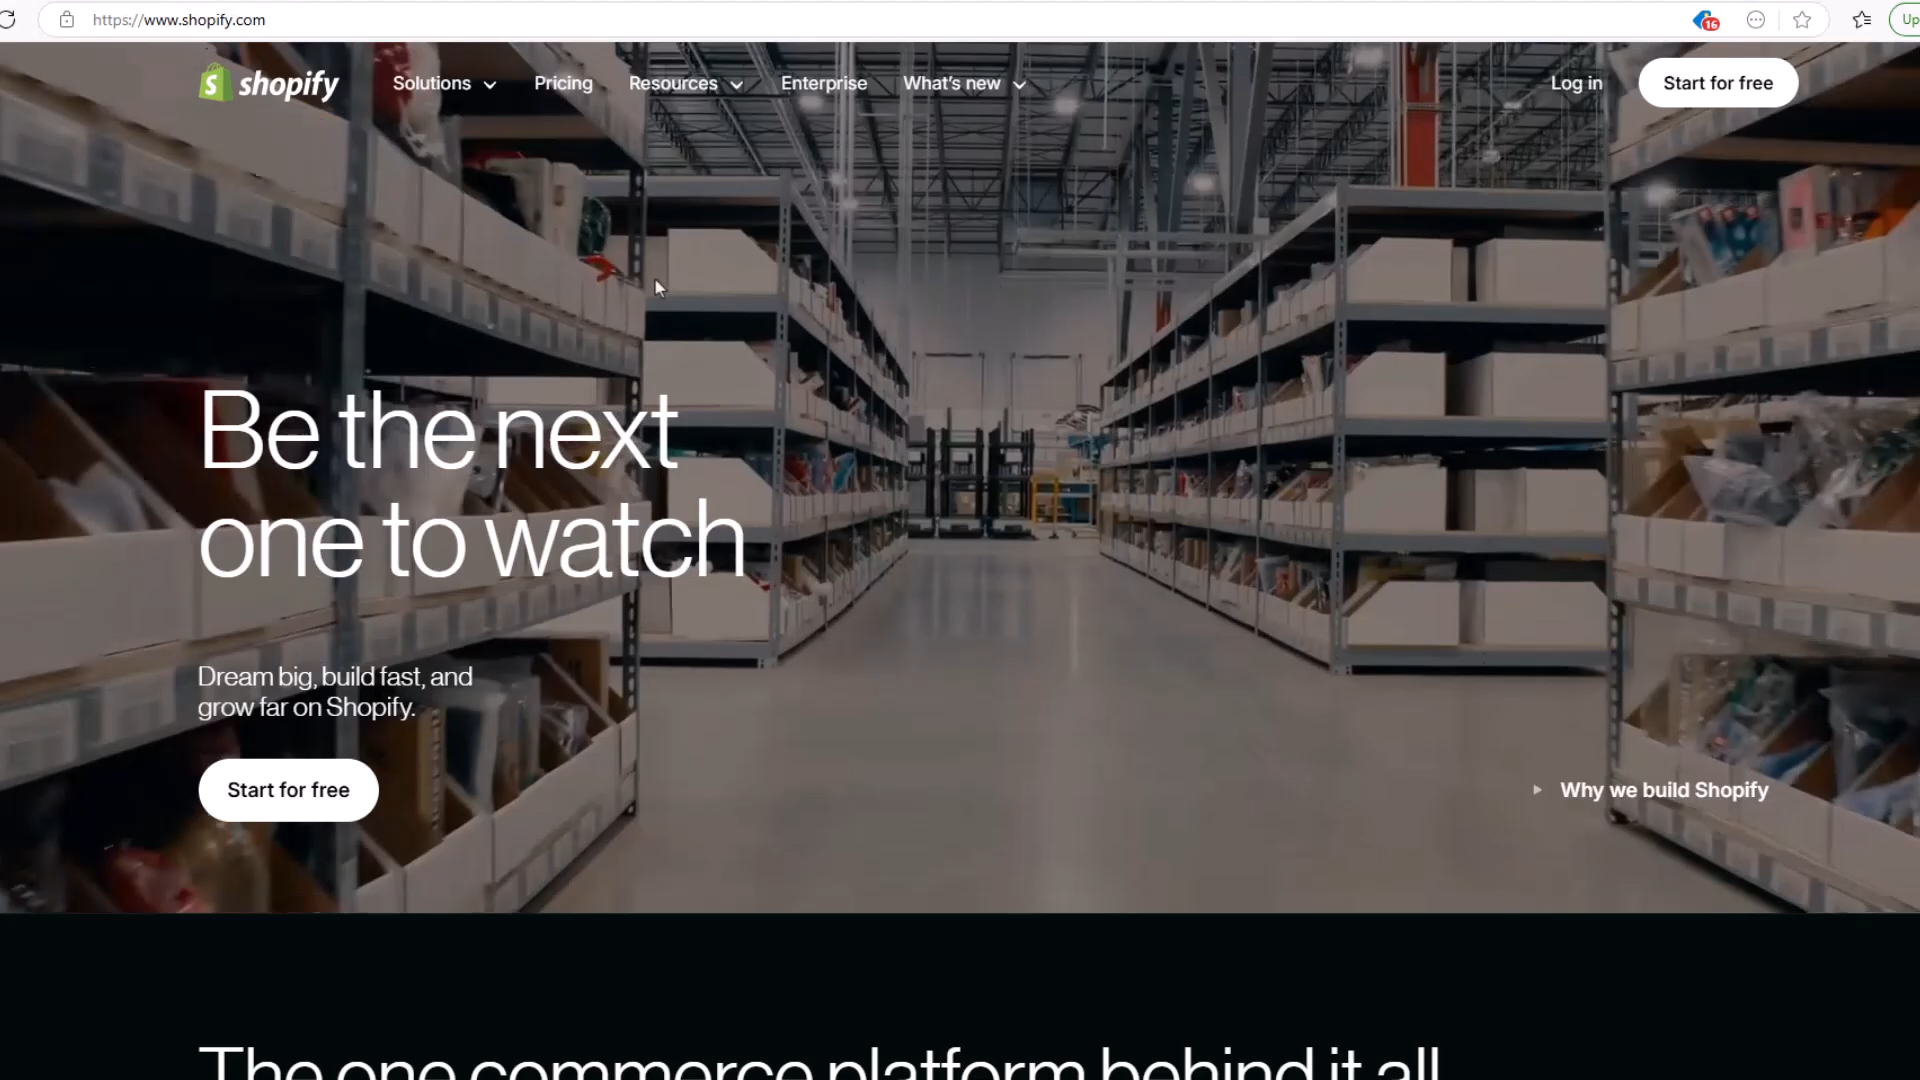 https://www.shopify.com
16
Up
shopify
Solutions
Pricing
Resources
Enterprise
What's new
Log in
Start for free
Be the next
one to watch
Dream big, build fast, and
grow far on Shopify.
Start for free
Why we build Shopify
The one commerce platform behind it all